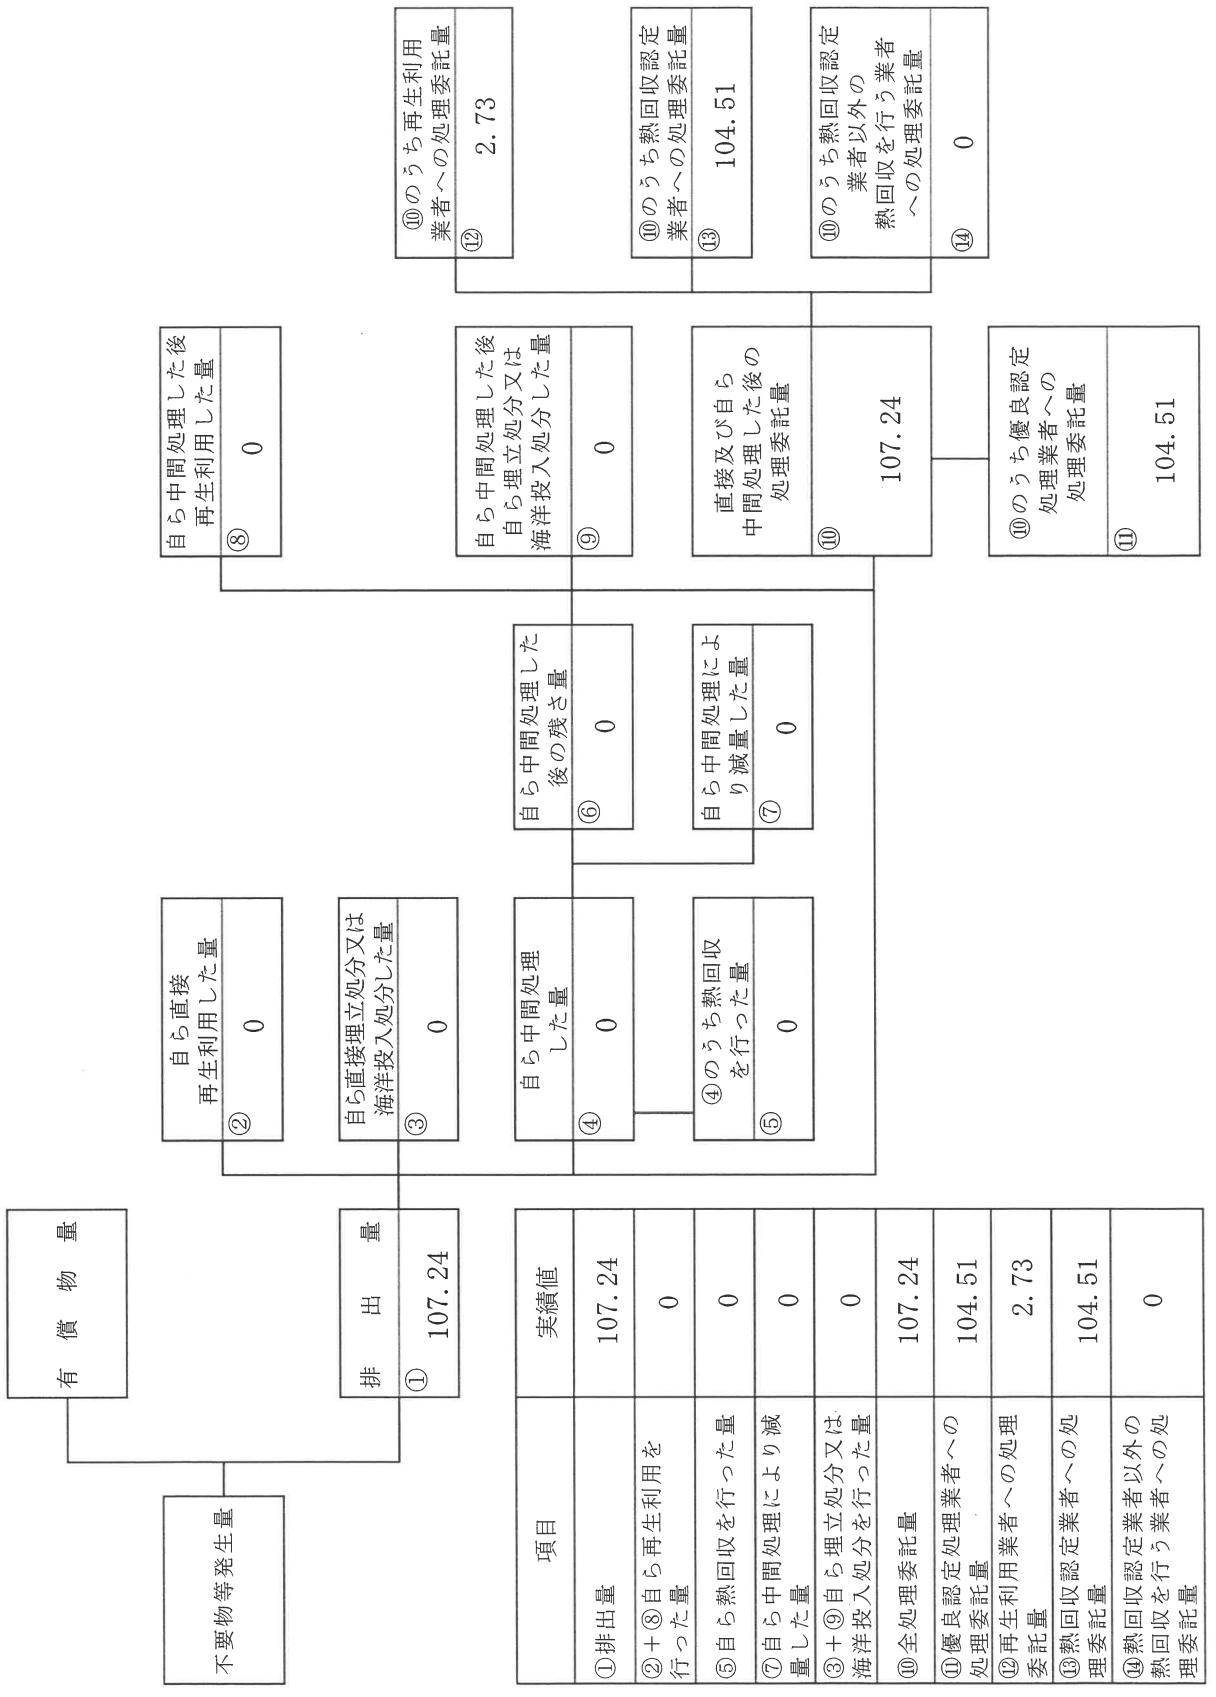 不要物等発生量
有償物量
排出量
①
107.24
自ら直接
再生利用した量
②
0
自ら直接埋立処分又は
海洋投入処分した量
③
0
自ら中間処理
した量
④
0
④のうち熱回収
を行った量
⑤
0
自ら中間処理した
後の残さ量
⑥
0
自ら中間処理によ
り減量した量
⑦
0
自ら中間処理した後
再生利用した量
⑧
0
自ら中間処理した後
自ら埋立処分又は
海洋投入処分した量
⑨
0
直接及び自ら
中間処理した後の
処理委託量
⑩
107.24
⑩のうち優良認定
処理業者への
処理委託量
⑪
104.51
⑩のうち再生利用
業者への処理委託量
⑫
2.73
⑩のうち熱回収認定
業者への処理委託量
⑬
104.51
⑩のうち熱回収認定
業者以外の
熱回収を行う業者
への処理委託量
⑭
0
項目
実績値
①排出量
107.24
②＋⑧自ら再生利用を
行った量
0
⑤自ら熱回収を行った量
0
⑦自ら中間処理により減
量した量
0
③＋⑨自ら埋立処分又は
海洋投入処分を行った量
0
⑩全処理委託量
107.24
⑪優良認定処理業者への
処理委託量
104.51
⑫再生利用業者への処理
委託量
2.73
⑬熱回収認定業者への処
理委託量
104.51
⑭熱回収認定業者以外の
熱回収を行う業者への処
理委託量
0